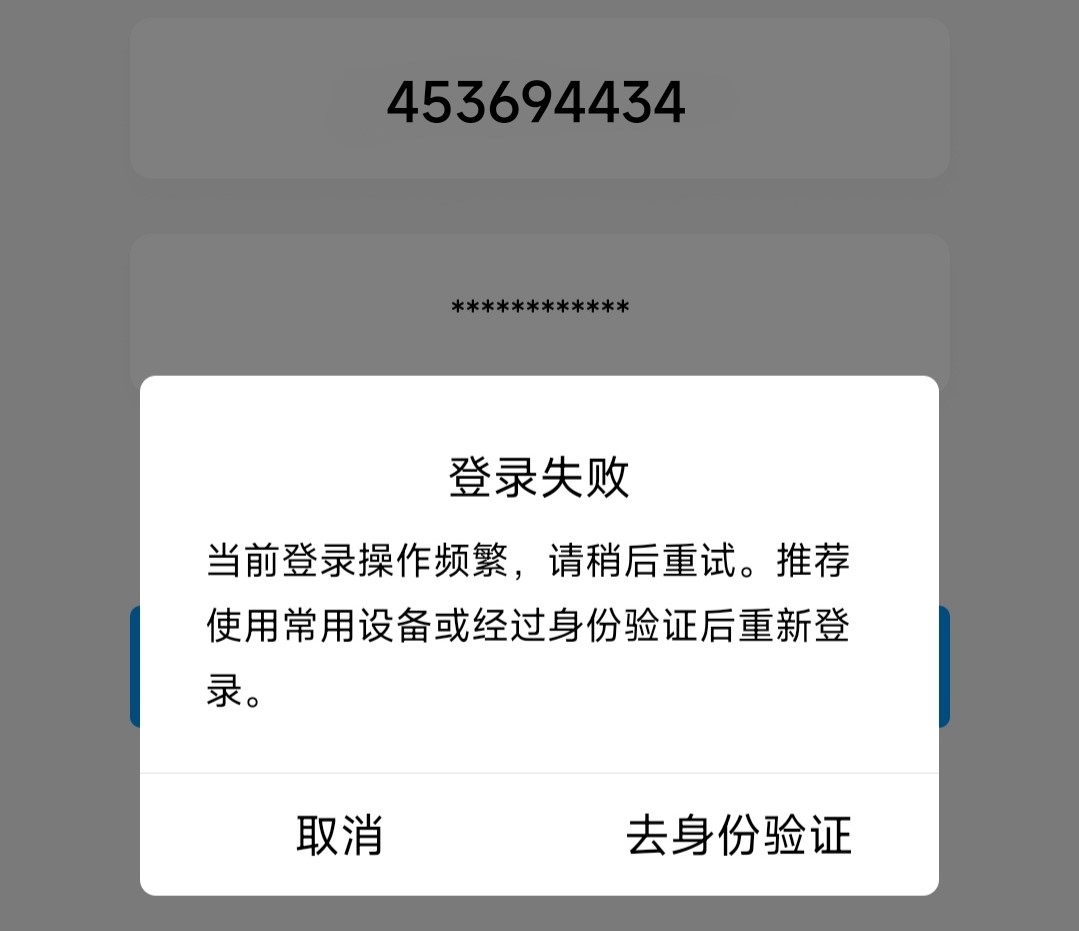 453694434
************
登录失败
当前登录操作频繁，请稍后重试。推荐
使用常用设备或经过身份验证后重新登
录。
取消
去身份验证